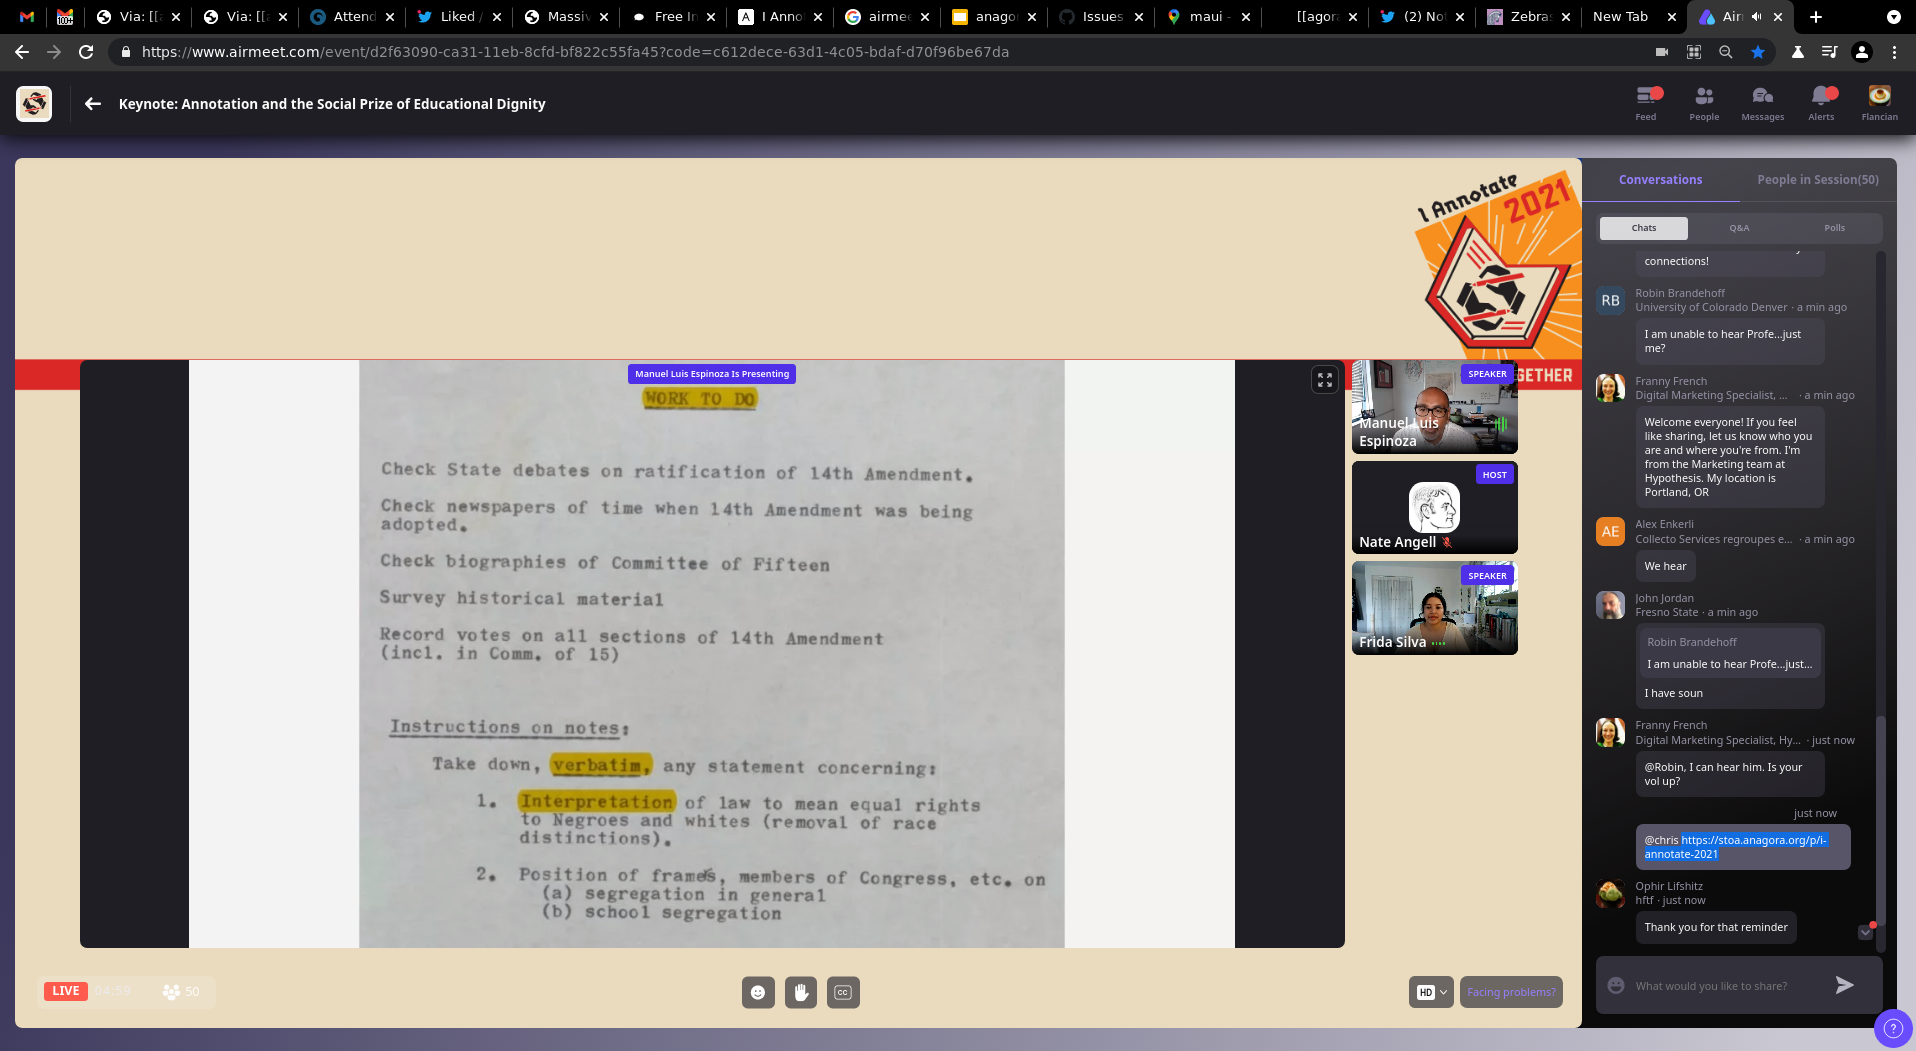 Via: [[a
Via: [[a
Attend
Liked /
Massiv
Free In
I Anno
airmee
anagor
Issues
maui -
[[agora
(2) No
Zebra
New Tab
Air
https://www.airmeet.com/event/d2f63090-ca31-11eb-8cfd-bf822c55fa45?code=c612dece-63d1-4c05-bdaf-d70f96be67da
Keynote: Annotation and the Social Prize of Educational Dignity
Feed
People
Messages
Alerts
Flancian
I Annotate
2021
GETHER
Manuel Luis Espinoza Is Presenting
WORK TO DO
Check State debates on ratification of 14th Amendment.
Check newspapers of time when 14th Amendment was being
adopted.
Check biographies of Committee of Fifteen
Survey historical material
Record votes on all sections of 14th Amendment
(incl. in Comm. of 15)
Instructions on notes:
Take down, verbatim, any statement concerning:
1. Interpretation of law to mean equal rights
to Negroes and whites (removal of race
distinctions).
2. Position of frames, members of Congress, etc. on
(a) segregation in general
(b) school segregation
SPEAKER
Manuel Luis
Espinoza
HOST
Nate Angell
SPEAKER
Frida Silva
LIVE 04:59 50
CC
HD
Facing problems?
Conversations
People in Session(50)
Chats
Q&A
Polls
connections!
RB
Robin Brandehoff
University of Colorado Denver · a min ago
I am unable to hear Profe...just
me?
Franny French
Digital Marketing Specialist, ... · a min ago
Welcome everyone! If you feel
like sharing, let us know who you
are and where you're from. I'm
from the Marketing team at
Hypothesis. My location is
Portland, OR
AE
Alex Enkerli
Collecto Services regroupes e... · a min ago
We hear
John Jordan
Fresno State · a min ago
Robin Brandehoff
I am unable to hear Profe...just...
I have soun
Franny French
Digital Marketing Specialist, Hy... · just now
@Robin, I can hear him. Is your
vol up?
just now
@chris https://stoa.anagora.org/p/i-
annotate-2021
Ophir Lifshitz
hftf · just now
Thank you for that reminder
What would you like to share?